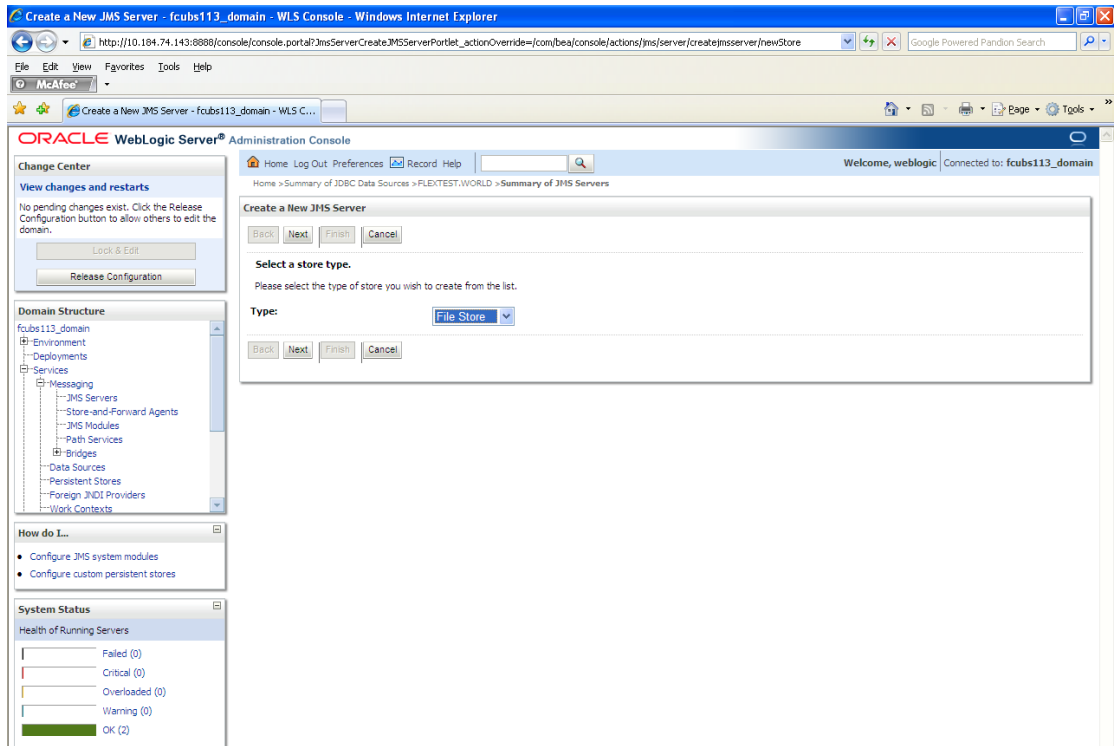 Create a New JMS Server - fcubs113_domain - WLS Console - Windows Internet Explorer
http://10.184.74.143:8888/console/console.portal?JmsServerCreateJMSServerPortlet_actionOverride=/com/bea/console/actions/jms/server/createjmsserver/newStore
Google Powered Pandion Search
File Edit View Favorites Tools Help
McAfee
Create a New JMS Server - fcubs113_domain - WLS C...
Page Tools
ORACLE WebLogic Server® Administration Console
Change Center
View changes and restarts
No pending changes exist. Click the Release
Configuration button to allow others to edit the
domain.
Lock & Edit
Release Configuration
Domain Structure
fcubs113_domain
Environment
Deployments
Services
Messaging
JMS Servers
Store-and-Forward Agents
JMS Modules
Path Services
Bridges
Data Sources
Persistent Stores
Foreign JNDI Providers
Work Contexts
How do I...
Configure JMS system modules
Configure custom persistent stores
System Status
Health of Running Servers
Failed (0)
Critical (0)
Overloaded (0)
Warning (0)
OK (2)
Home Log Out Preferences Record Help
Welcome, weblogic Connected to: fcubs113_domain
Home >Summary of JDBC Data Sources >FLEXTEST.WORLD >Summary of JMS Servers
Create a New JMS Server
Back Next Finish Cancel
Select a store type.
Please select the type of store you wish to create from the list.
Type: File Store
Back Next Finish Cancel